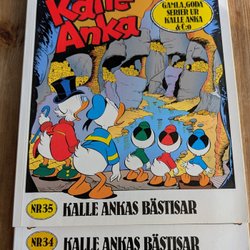 Kalle
Anka
GAMLA, GODA
SERIER UR
KALLE ANKA
& C:o
NR 35 KALLE ANKAS BÄSTISAR
NR 34 KALLE ANKAS BÄSTISAR